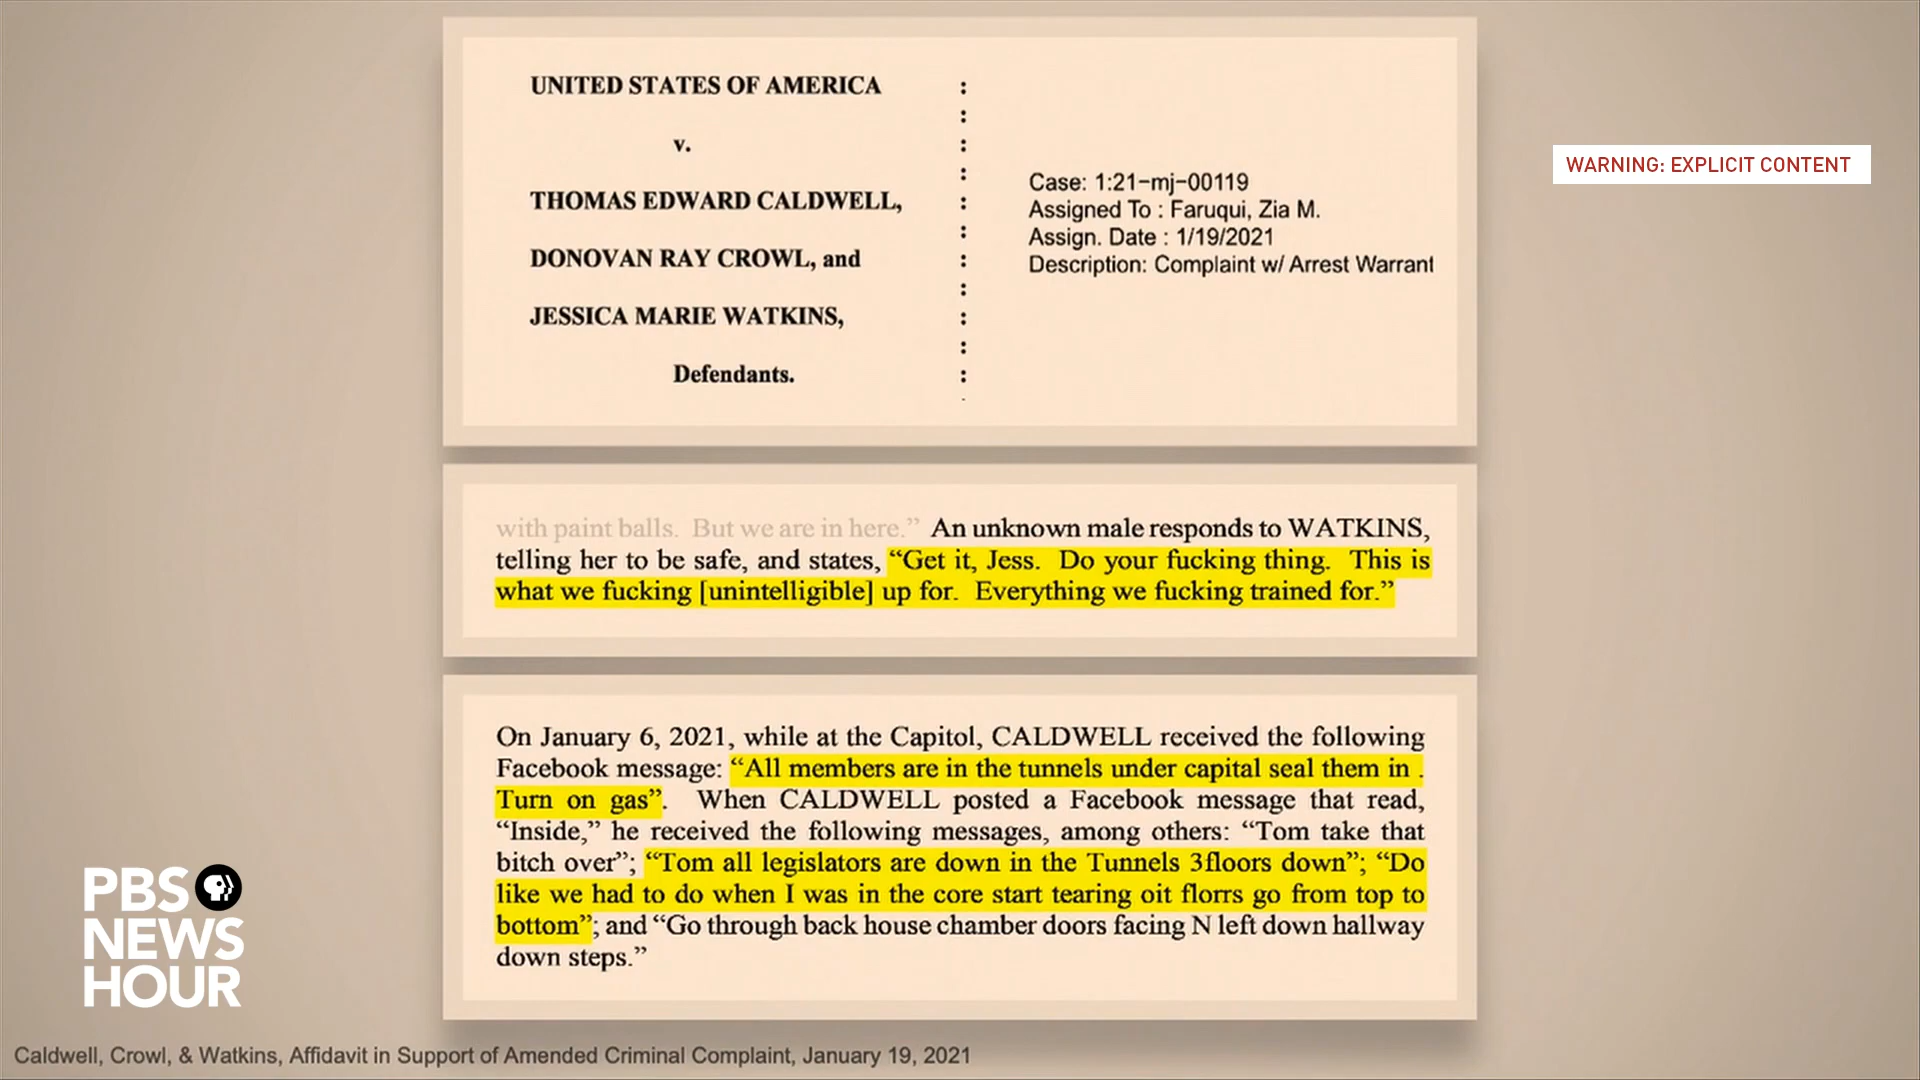 UNITED STATES OF AMERICA
v.
THOMAS EDWARD CALDWELL,
DONOVAN RAY CROWL, and
JESSICA MARIE WATKINS,
Defendants.
Case: 1:21-mj-00119
Assigned To : Faruqui, Zia M.
Assign. Date : 1/19/2021
Description: Complaint w/ Arrest Warrant
WARNING: EXPLICIT CONTENT
with paint balls. But we are in here.” An unknown male responds to WATKINS,
telling her to be safe, and states, “Get it, Jess. Do your fucking thing. This is
what we fucking [unintelligible] up for. Everything we fucking trained for.”
On January 6, 2021, while at the Capitol, CALDWELL received the following
Facebook message: “All members are in the tunnels under capital seal them in .
Turn on gas”. When CALDWELL posted a Facebook message that read,
“Inside,” he received the following messages, among others: “Tom take that
bitch over”; “Tom all legislators are down in the Tunnels 3floors down”; “Do
like we had to do when I was in the core start tearing oit florrs go from top to
bottom”; and “Go through back house chamber doors facing N left down hallway
down steps.”
PBS
NEWS
HOUR
Caldwell, Crowl, & Watkins, Affidavit in Support of Amended Criminal Complaint, January 19, 2021